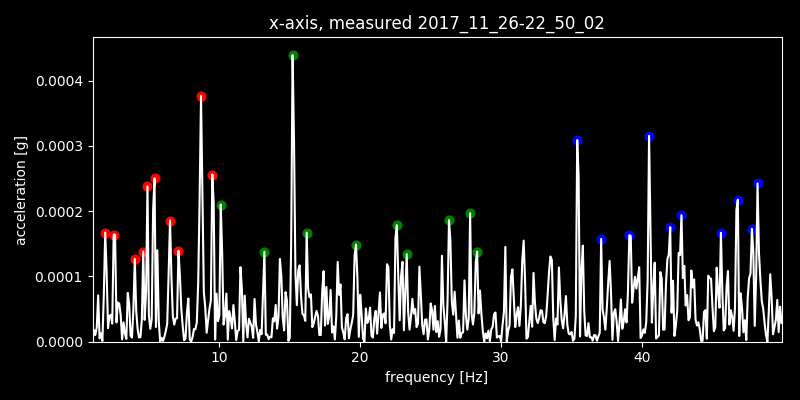 x-axis, measured 2017_11_26-22_50_02
acceleration [g]
0.0004
0.0003
0.0002
0.0001
0.0000
10 20 30 40
frequency [Hz]